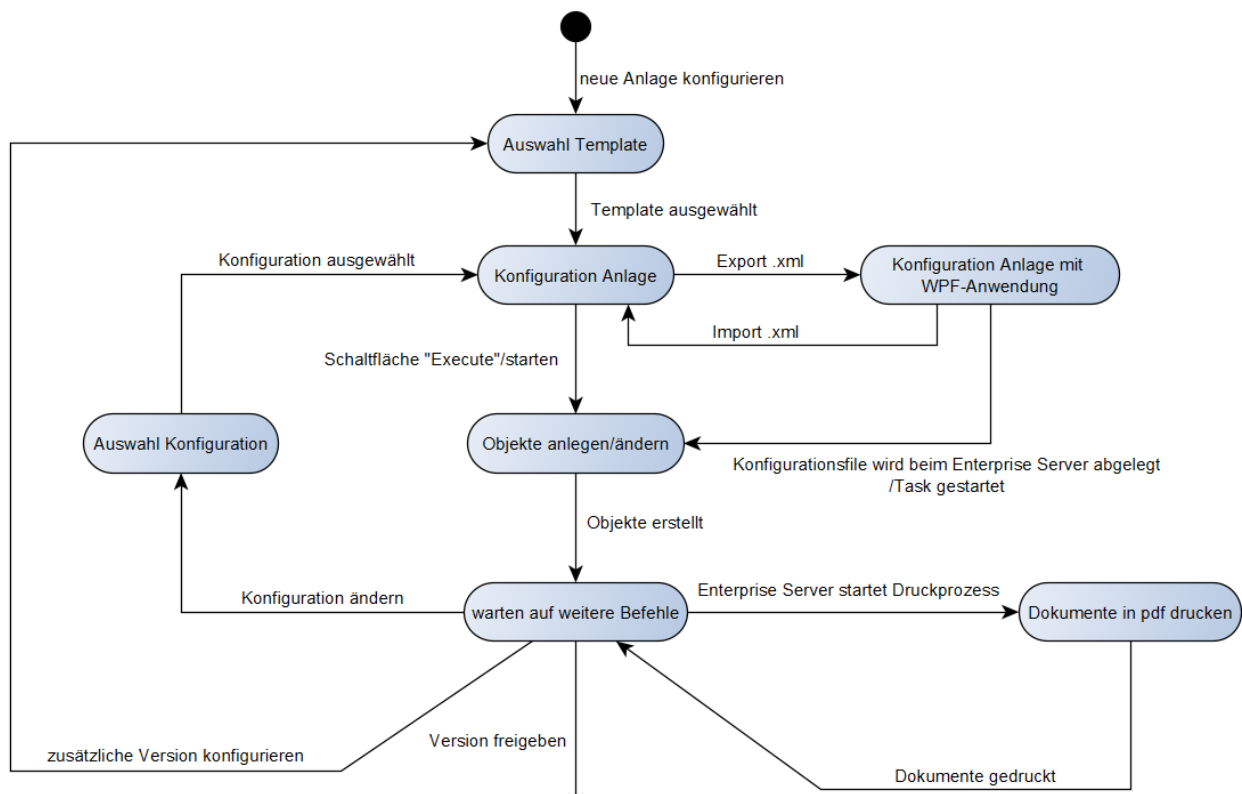 neue Anlage konfigurieren
Auswahl Template
Template ausgewählt
Konfiguration ausgewählt
Konfiguration Anlage
Export .xml
Konfiguration Anlage mit
WPF-Anwendung
Import .xml
Schaltfläche "Execute"/starten
Auswahl Konfiguration
Objekte anlegen/ändern
Konfigurationsfile wird beim Enterprise Server abgelegt
/Task gestartet
Objekte erstellt
Konfiguration ändern
warten auf weitere Befehle
Enterprise Server startet Druckprozess
Dokumente in pdf drucken
zusätzliche Version konfigurieren
Version freigeben
Dokumente gedruckt